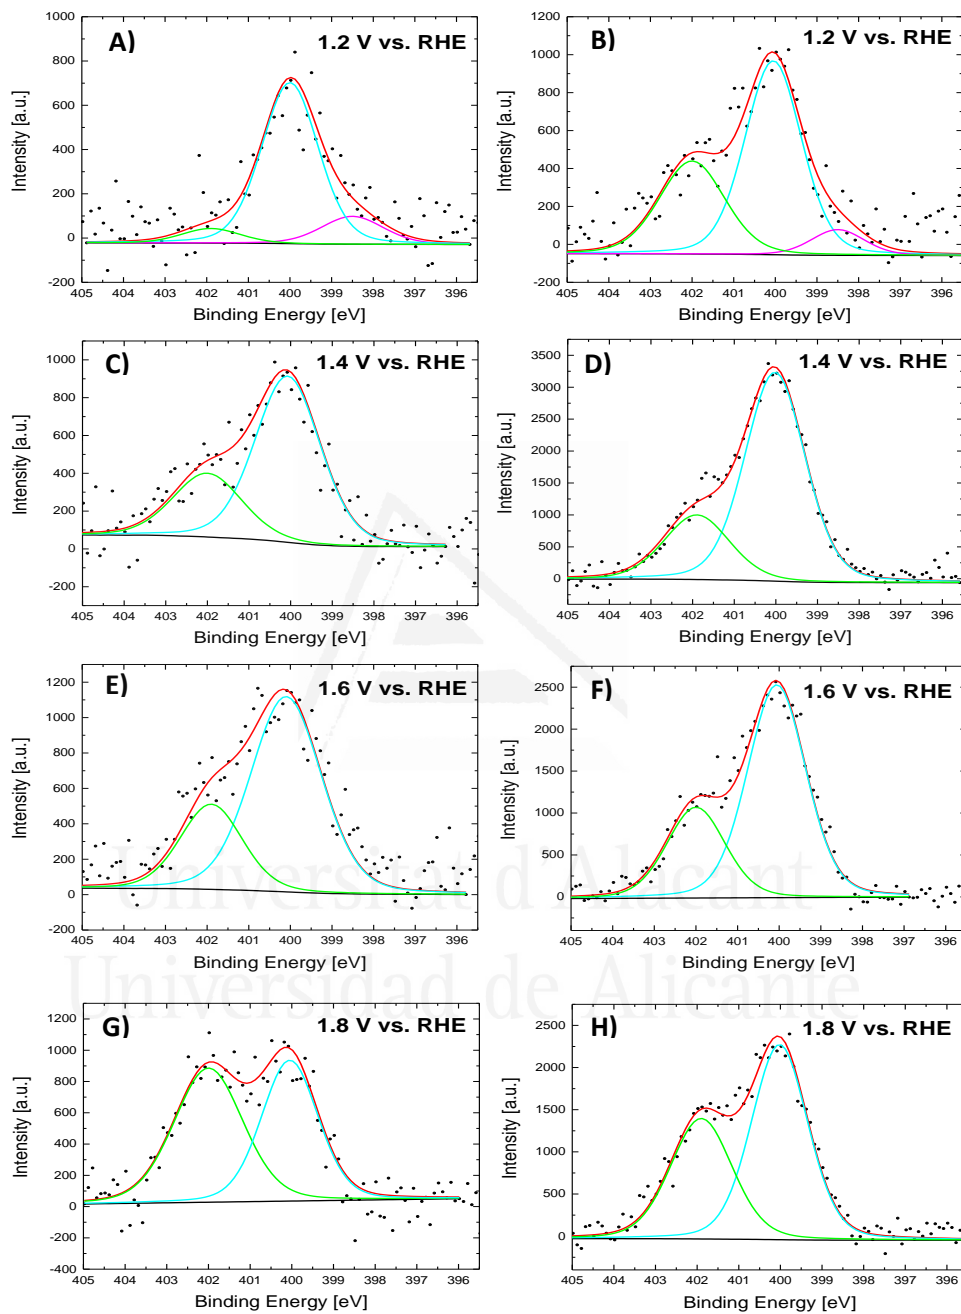 A)
1.2 V vs. RHE
1000
800
600
400
200
0
-200
Intensity [a.u.]
405 404 403 402 401 400 399 398 397 396
Binding Energy [eV]
B)
1.2 V vs. RHE
1200
1000
800
600
400
200
0
-200
Intensity [a.u.]
405 404 403 402 401 400 399 398 397 396
Binding Energy [eV]
C)
1.4 V vs. RHE
1000
800
600
400
200
0
-200
Intensity [a.u.]
405 404 403 402 401 400 399 398 397 396
Binding Energy [eV]
D)
1.4 V vs. RHE
3500
3000
2500
2000
1500
1000
500
0
-500
Intensity [a.u.]
405 404 403 402 401 400 399 398 397 396
Binding Energy [eV]
E)
1.6 V vs. RHE
1200
1000
800
600
400
200
0
-200
Intensity [a.u.]
405 404 403 402 401 400 399 398 397 396
Binding Energy [eV]
F)
1.6 V vs. RHE
2500
2000
1500
1000
500
0
Intensity [a.u.]
405 404 403 402 401 400 399 398 397 396
Binding Energy [eV]
Universitat d'Alacant
Universidad de Alicante
G)
1.8 V vs. RHE
1200
1000
800
600
400
200
0
-200
-400
Intensity [a.u.]
405 404 403 402 401 400 399 398 397 396
Binding Energy [eV]
H)
1.8 V vs. RHE
2500
2000
1500
1000
500
0
Intensity [a.u.]
405 404 403 402 401 400 399 398 397 396
Binding Energy [eV]